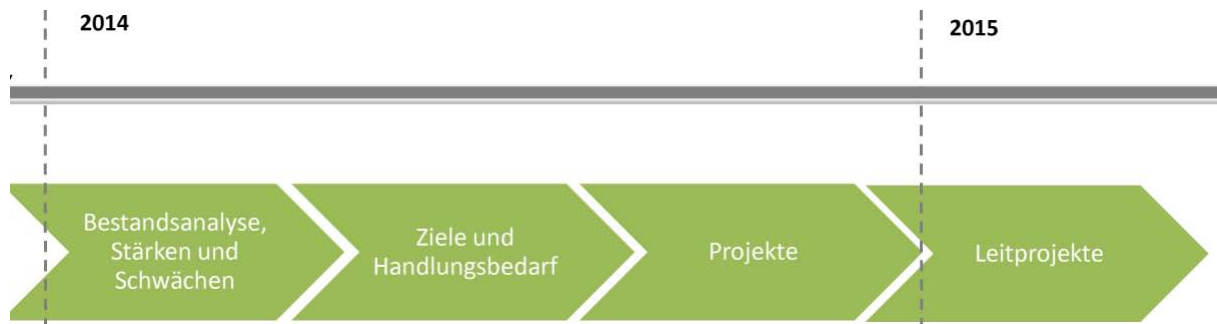 2014
2015
Bestandsanalyse,
Stärken und
Schwächen
Ziele und
Handlungsbedarf
Projekte
Leitprojekte